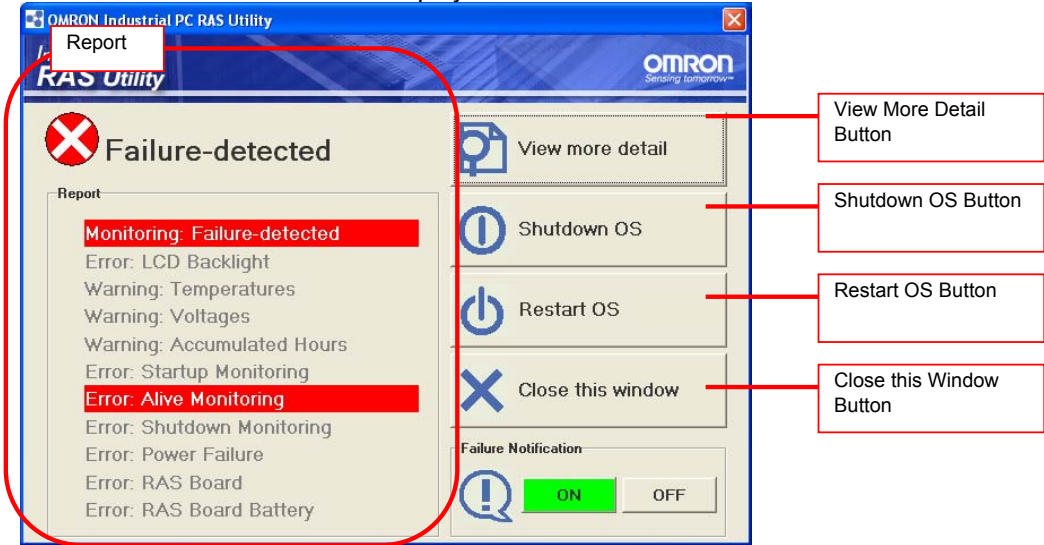 OMRON Industrial PC RAS Utility
Report
RAS Utility
OMRON
Sensing tomorrow™
Failure-detected
Report
Monitoring: Failure-detected
Error: LCD Backlight
Warning: Temperatures
Warning: Voltages
Warning: Accumulated Hours
Error: Startup Monitoring
Error: Alive Monitoring
Error: Shutdown Monitoring
Error: Power Failure
Error: RAS Board
Error: RAS Board Battery
View more detail
Shutdown OS
Restart OS
Close this window
Failure Notification
ON
OFF
View More Detail
Button
Shutdown OS Button
Restart OS Button
Close this Window
Button